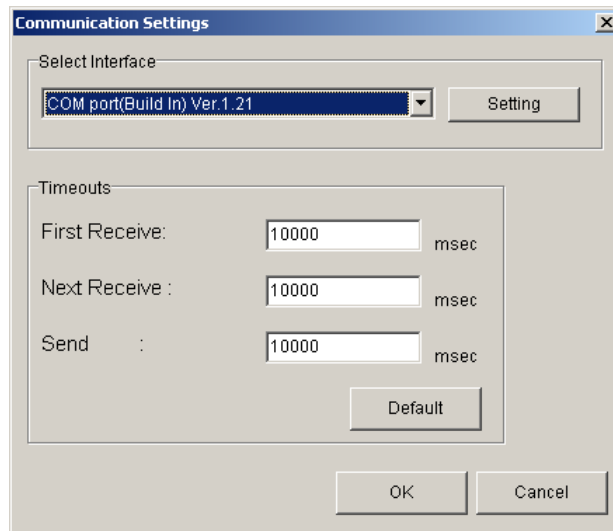 Communication Settings
Select Interface
COM port(Build In) Ver.1.21
Setting
Timeouts
First Receive: 10000 msec
Next Receive : 10000 msec
Send : 10000 msec
Default
OK Cancel